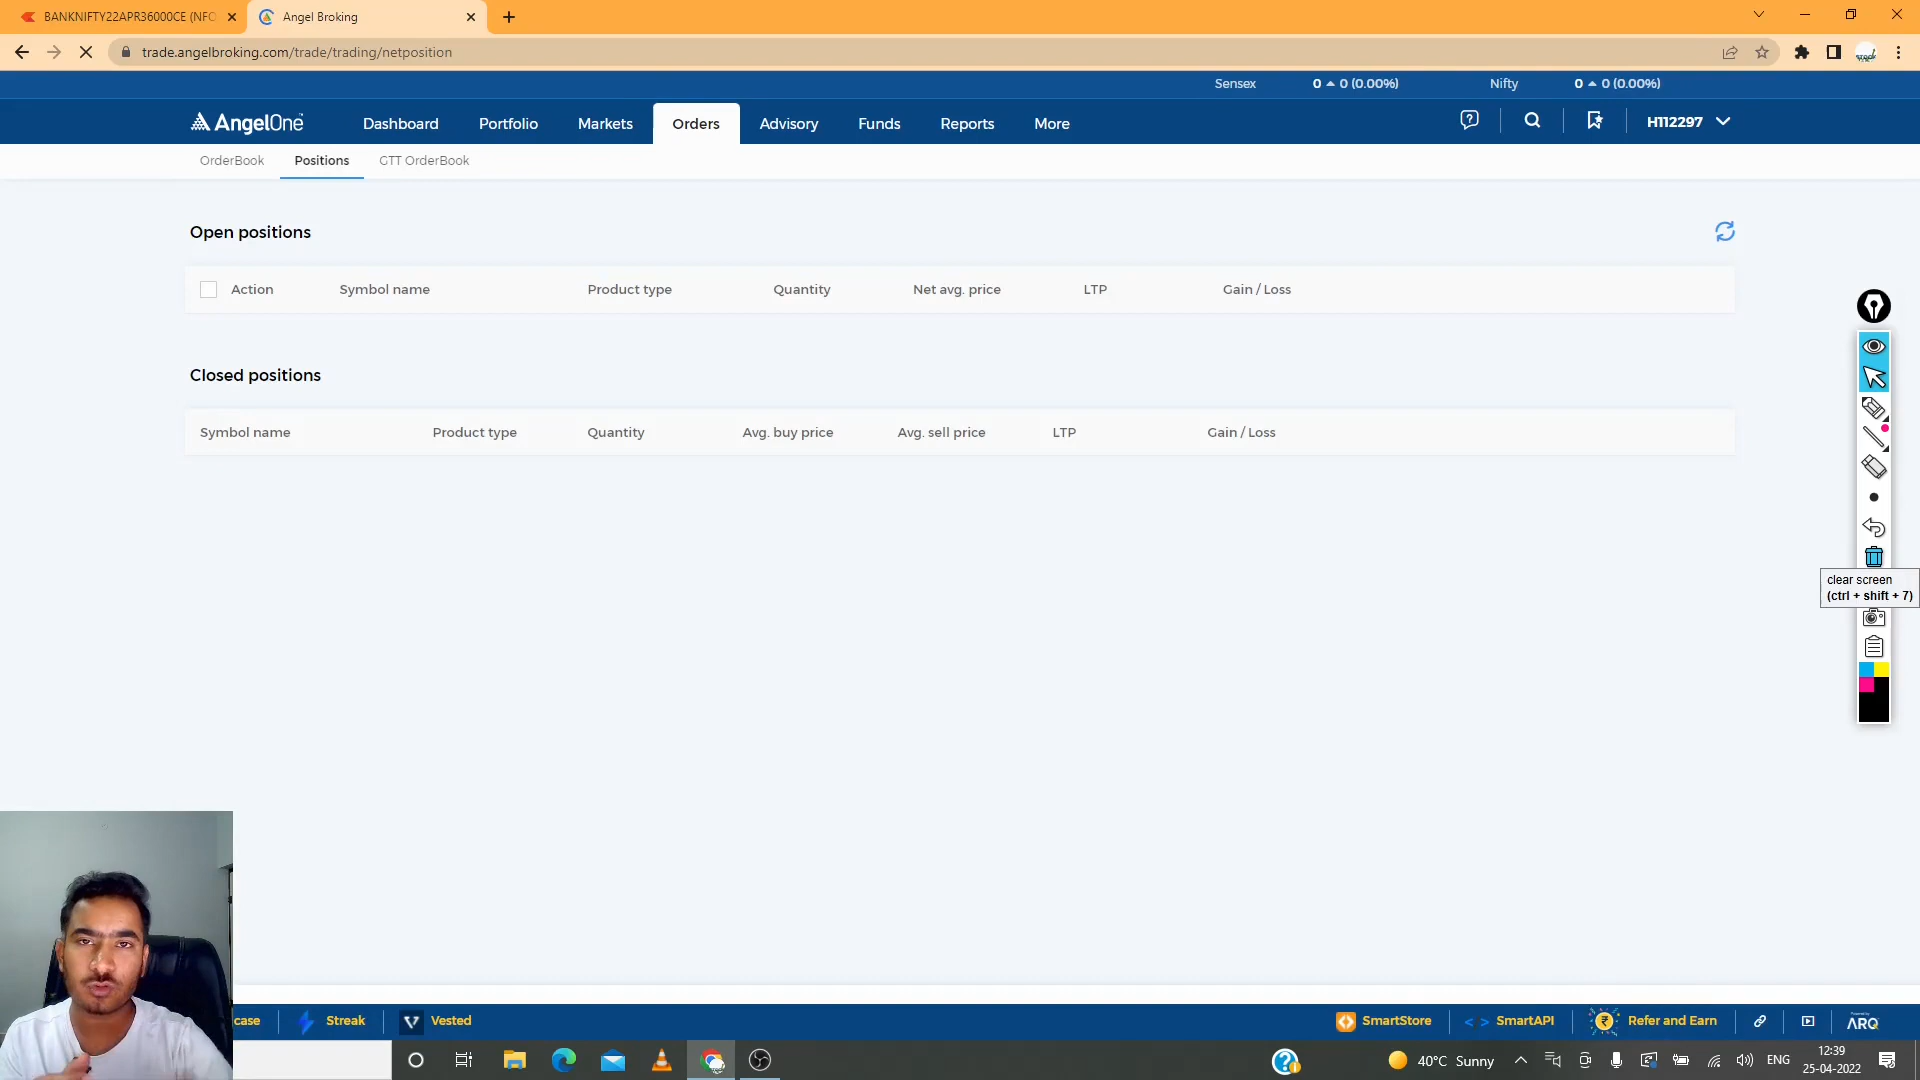 BANKNIFTY22APR36000CE (NFO
Angel Broking
trade.angelbroking.com/trade/trading/netposition
Sensex 0 0 (0.00%) Nifty 0 0 (0.00%)
AngelOne Dashboard Portfolio Markets Orders Advisory Funds Reports More H112297
OrderBook Positions GTT OrderBook
Open positions
Action Symbol name Product type Quantity Net avg. price LTP Gain / Loss
Closed positions
Symbol name Product type Quantity Avg. buy price Avg. sell price LTP Gain / Loss
clear screen
(ctrl + shift + 7)
case Streak Vested SmartStore < > SmartAPI Refer and Earn ARQ
40°C Sunny ENG 12:39
25-04-2022